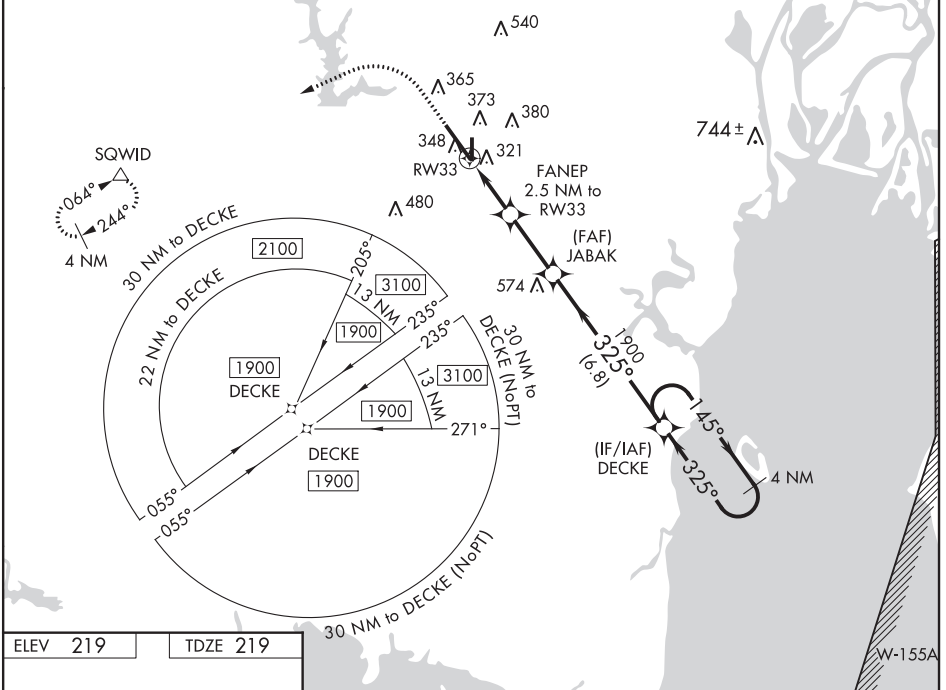 540
365
373
380
348
321
RW33
744±
SQWID
064°
244°
4 NM
480
FANEP
2.5 NM to
RW33
(FAF)
JABAK
574
30 NM to DECKE
2100
205°
3100
13 NM
235°
235°
22 NM to DECKE
1900
1900
DECKE
30 NM to
DECKE (NoPT)
3100
13 NM
1900
271°
1900
325°
(6.8)
145°
(IF/IAF)
DECKE
325°
4 NM
DECKE
1900
055°
055°
30 NM to DECKE (NoPT)
ELEV 219
TDZE 219
W-155A